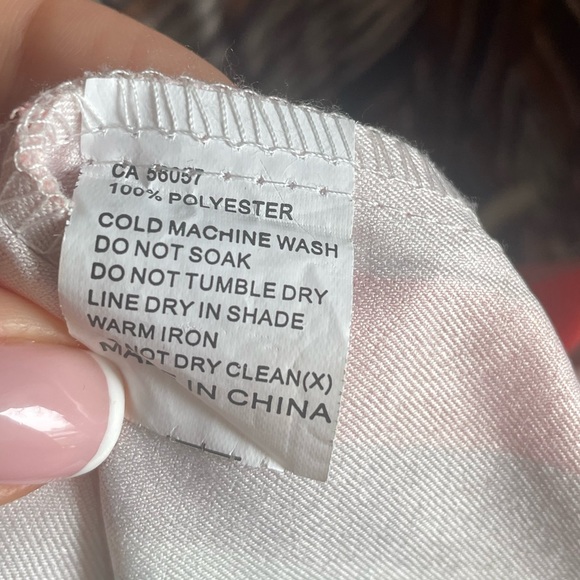 CA 56057
100% POLYESTER
COLD MACHINE WASH
DO NOT SOAK
DO NOT TUMBLE DRY
LINE DRY IN SHADE
WARM IRON
NOT DRY CLEAN(X)
MADE IN CHINA